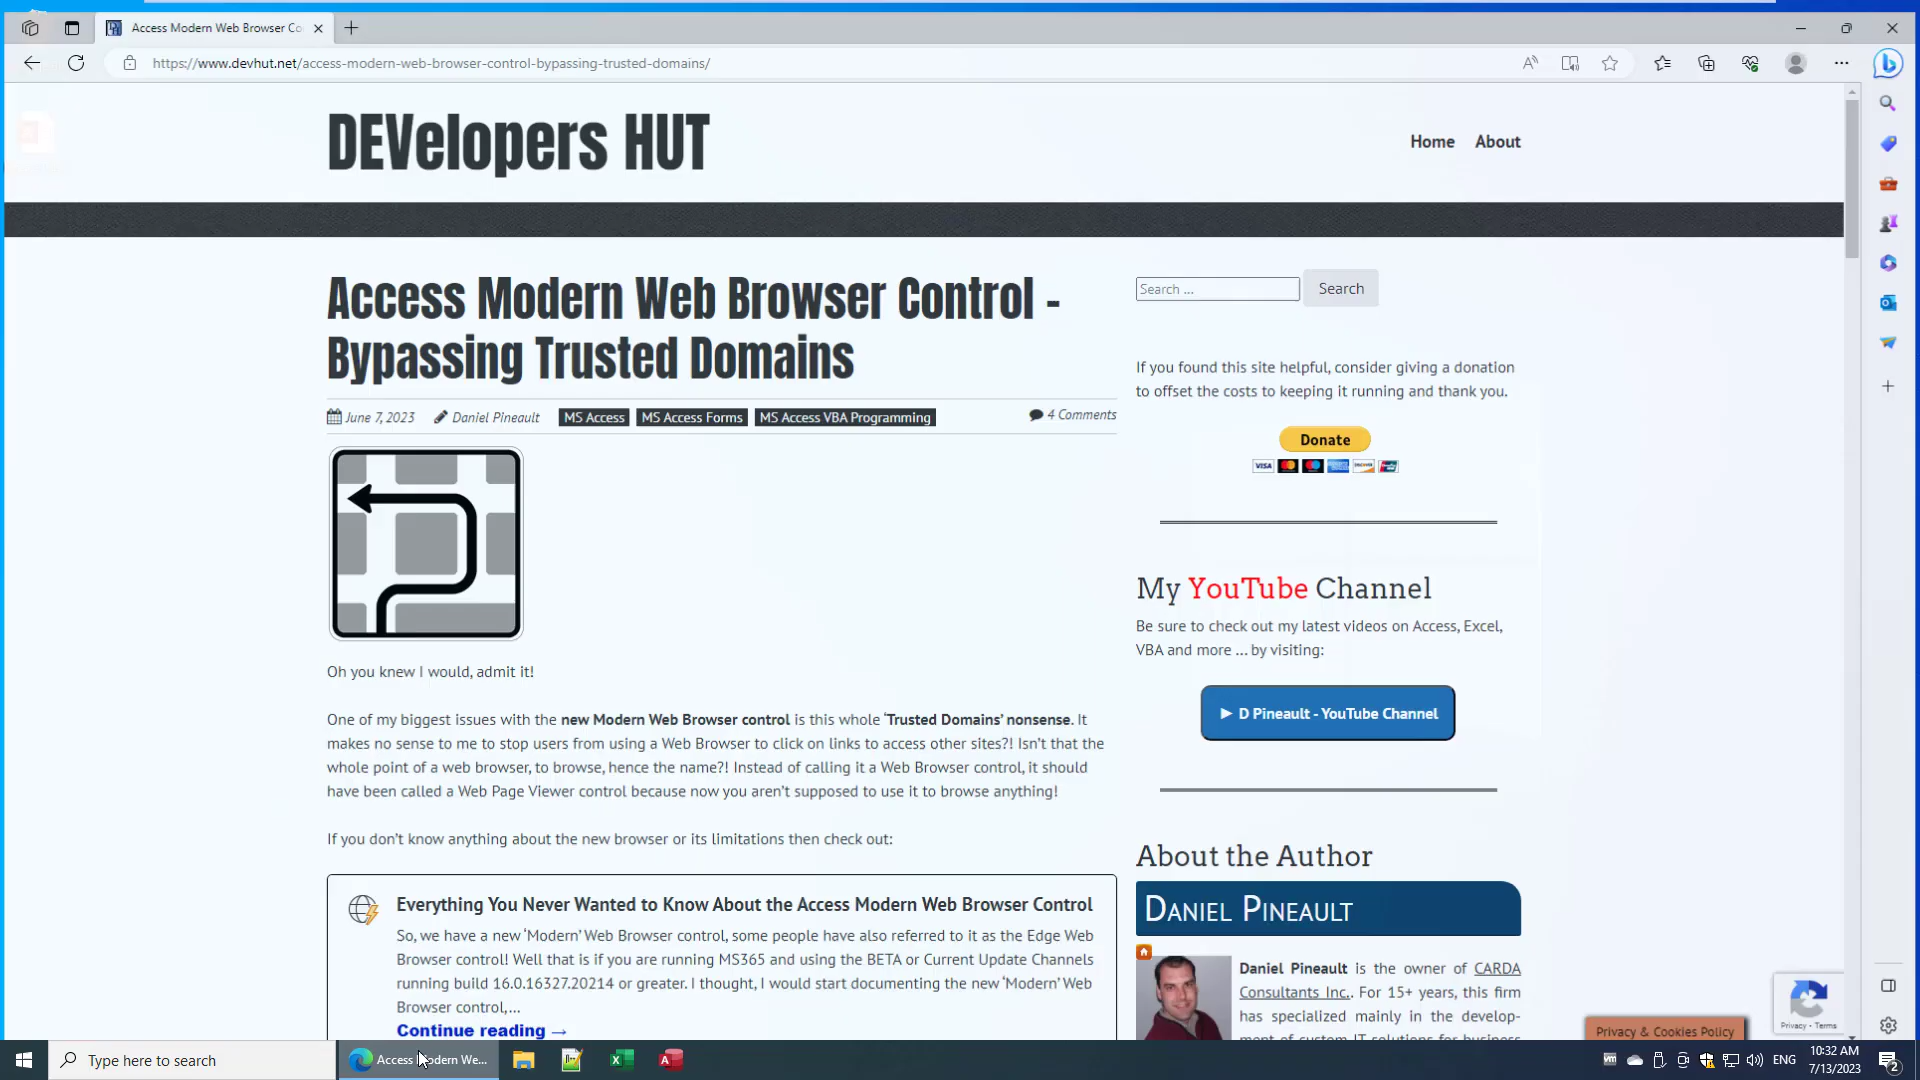 Access Modern Web Browser Co
https://www.devhut.net/access-modern-web-browser-control-bypassing-trusted-domains/
DEVelopers HUT
Home About
Access Modern Web Browser Control –
Bypassing Trusted Domains
June 7, 2023 Daniel Pineault MS Access MS Access Forms MS Access VBA Programming 4 Comments
Oh you knew I would, admit it!
One of my biggest issues with the new Modern Web Browser control is this whole ‘Trusted Domains’ nonsense. It
makes no sense to me to stop users from using a Web Browser to click on links to access other sites?! Isn’t that the
whole point of a web browser, to browse, hence the name?! Instead of calling it a Web Browser control, it should
have been called a Web Page Viewer control because now you aren’t supposed to use it to browse anything!
If you don’t know anything about the new browser or its limitations then check out:
Everything You Never Wanted to Know About the Access Modern Web Browser Control
So, we have a new ‘Modern’ Web Browser control, some people have also referred to it as the Edge Web
Browser control! Well that is if you are running MS365 and using the BETA or Current Update Channels
running build 16.0.16327.20214 or greater. I thought, I would start documenting the new ‘Modern’ Web
Browser control,…
Continue reading →
Search …
Search
If you found this site helpful, consider giving a donation
to offset the costs to keeping it running and thank you.
Donate
VISA
My YouTube Channel
Be sure to check out my latest videos on Access, Excel,
VBA and more … by visiting:
► D Pineault - YouTube Channel
About the Author
Daniel Pineault
Daniel Pineault is the owner of CARDA
Consultants Inc.. For 15+ years, this firm
has specialized mainly in the develop-
ment of custom IT solutions for business
Privacy - Terms
Privacy & Cookies Policy
Type here to search
Access Modern We...
ENG
10:32 AM
7/13/2023
2